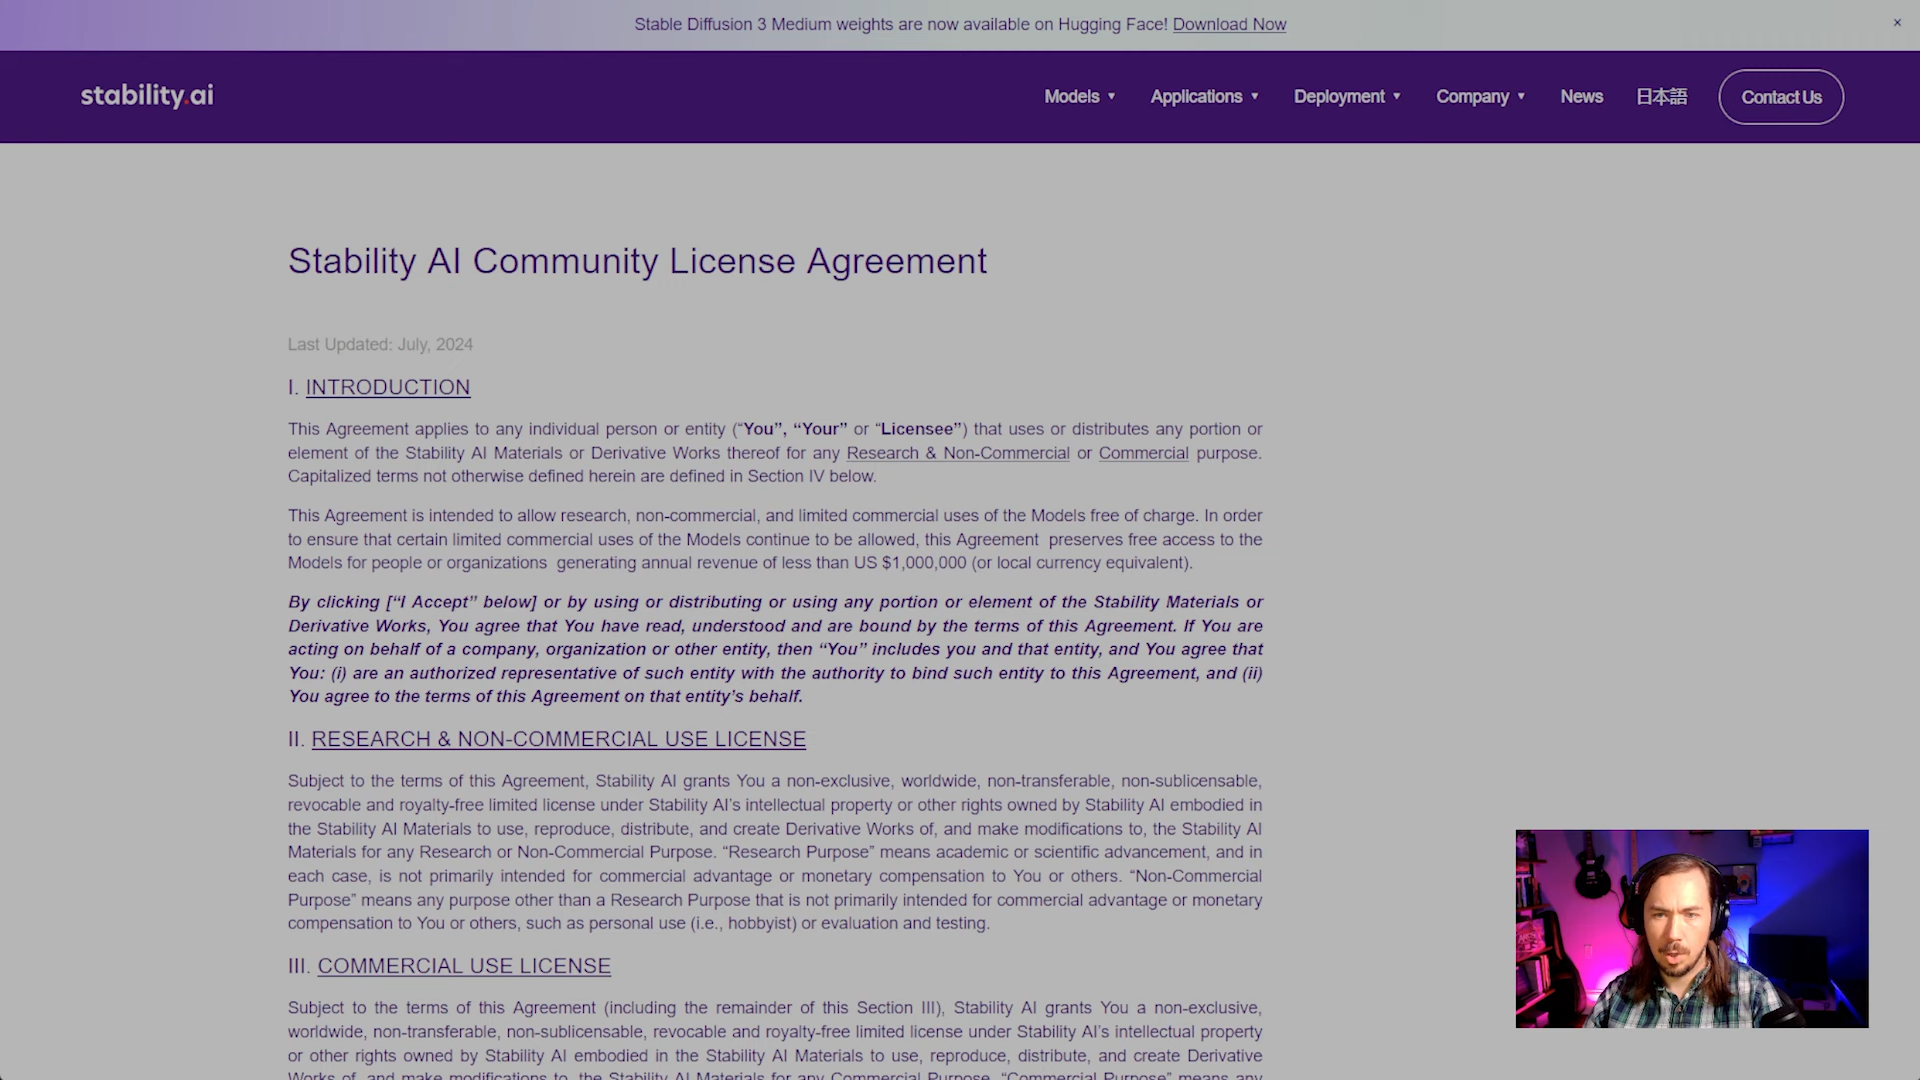 Stable Diffusion 3 Medium weights are now available on Hugging Face! Download Now ×
stability.ai
Models ▼ Applications ▼ Deployment ▼ Company ▼ News 日本語 Contact Us
Stability AI Community License Agreement
Last Updated: July, 2024
I. INTRODUCTION
This Agreement applies to any individual person or entity (“You”, “Your” or “Licensee”) that uses or distributes any portion or
element of the Stability AI Materials or Derivative Works thereof for any Research & Non-Commercial or Commercial purpose.
Capitalized terms not otherwise defined herein are defined in Section IV below.
This Agreement is intended to allow research, non-commercial, and limited commercial uses of the Models free of charge. In order
to ensure that certain limited commercial uses of the Models continue to be allowed, this Agreement preserves free access to the
Models for people or organizations generating annual revenue of less than US $1,000,000 (or local currency equivalent).
By clicking [“I Accept” below] or by using or distributing or using any portion or element of the Stability Materials or
Derivative Works, You agree that You have read, understood and are bound by the terms of this Agreement. If You are
acting on behalf of a company, organization or other entity, then “You” includes you and that entity, and You agree that
You: (i) are an authorized representative of such entity with the authority to bind such entity to this Agreement, and (ii)
You agree to the terms of this Agreement on that entity’s behalf.
II. RESEARCH & NON-COMMERCIAL USE LICENSE
Subject to the terms of this Agreement, Stability AI grants You a non-exclusive, worldwide, non-transferable, non-sublicensable,
revocable and royalty-free limited license under Stability AI’s intellectual property or other rights owned by Stability AI embodied in
the Stability AI Materials to use, reproduce, distribute, and create Derivative Works of, and make modifications to, the Stability AI
Materials for any Research or Non-Commercial Purpose. “Research Purpose” means academic or scientific advancement, and in
each case, is not primarily intended for commercial advantage or monetary compensation to You or others. “Non-Commercial
Purpose” means any purpose other than a Research Purpose that is not primarily intended for commercial advantage or monetary
compensation to You or others, such as personal use (i.e., hobbyist) or evaluation and testing.
III. COMMERCIAL USE LICENSE
Subject to the terms of this Agreement (including the remainder of this Section III), Stability AI grants You a non-exclusive,
worldwide, non-transferable, non-sublicensable, revocable and royalty-free limited license under Stability AI’s intellectual property
or other rights owned by Stability AI embodied in the Stability AI Materials to use, reproduce, distribute, and create Derivative
Works of, and make modifications to, the Stability AI Materials for any Commercial Purpose. “Commercial Purpose” means any